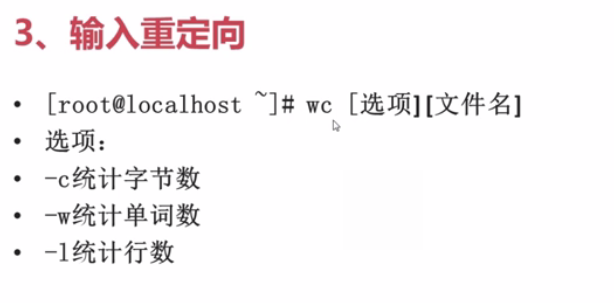 3、输入重定向
• [root@localhost ~]# wc [选项][文件名]
• 选项：
• -c统计字节数
• -w统计单词数
• -l统计行数